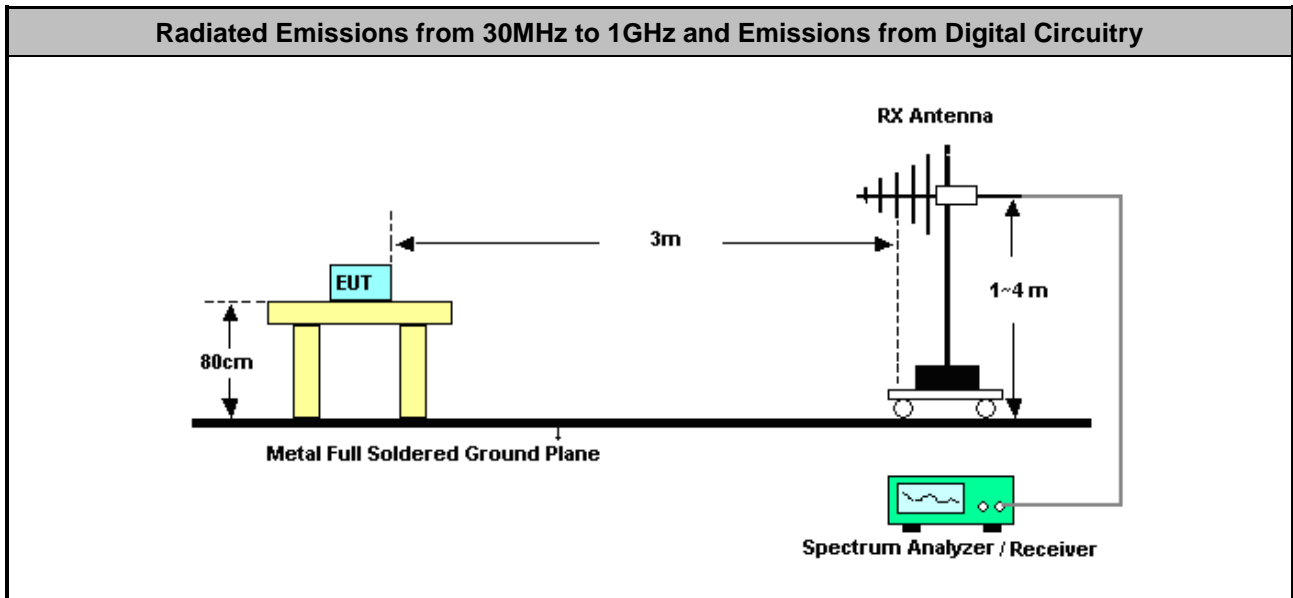 Radiated Emissions from 30MHz to 1GHz and Emissions from Digital Circuitry
RX Antenna
3m
EUT
1~4 m
80cm
Metal Full Soldered Ground Plane
Spectrum Analyzer / Receiver